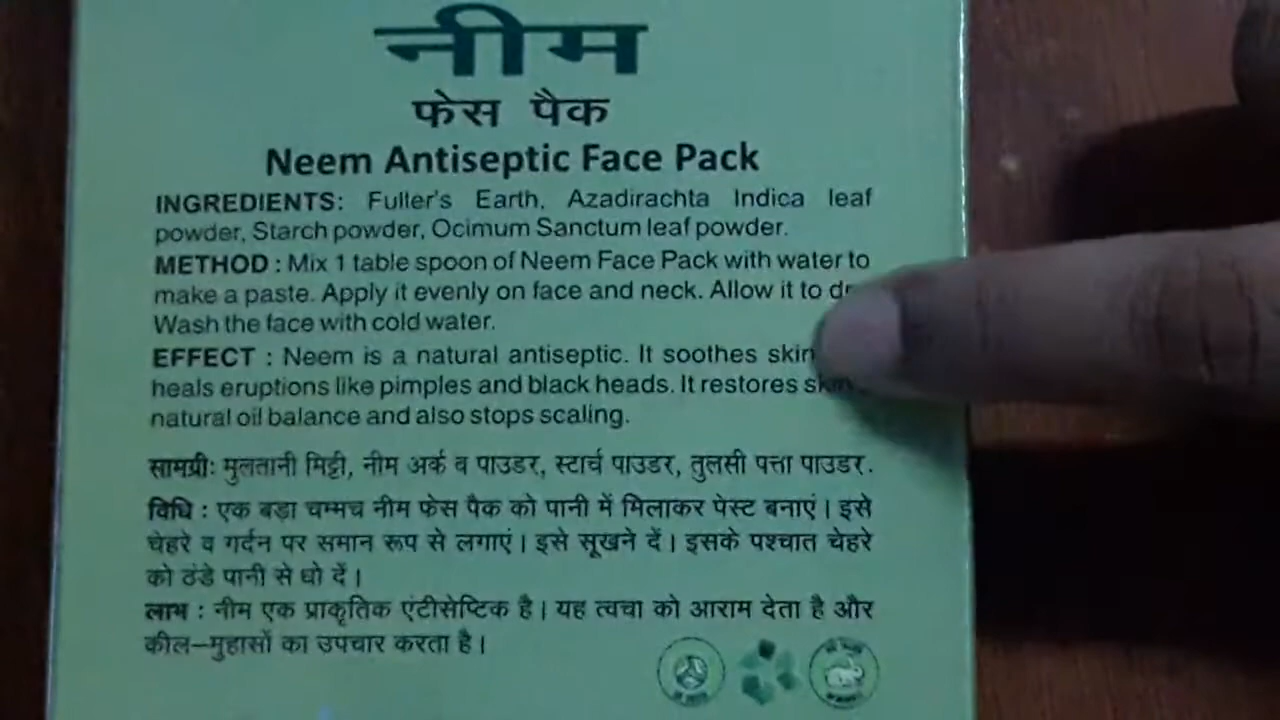 नीम
फेस पैक
Neem Antiseptic Face Pack
INGREDIENTS: Fuller's Earth, Azadirachta Indica leaf
powder, Starch powder, Ocimum Sanctum leaf powder.
METHOD : Mix 1 table spoon of Neem Face Pack with water to
make a paste. Apply it evenly on face and neck. Allow it to
Wash the face with cold water.
EFFECT : Neem is a natural antiseptic. It soothes skin
heals eruptions like pimples and black heads. It restores
natural oil balance and also stops scaling.
सामग्री: मुलतानी मिट्टी, नीम अर्क व पाउडर, स्टार्च पाउडर, तुलसी पत्ता पाउडर.
विधि : एक बड़ा चम्मच नीम फेस पैक को पानी में मिलाकर पेस्ट बनाएं। इसे
चेहरे व गर्दन पर समान रूप से लगाएं। इसे सूखने दें। इसके पश्चात चेहरे
को ठंडे पानी से धो दें।
लाभ : नीम एक प्राकृतिक एंटीसेप्टिक है। यह त्वचा को आराम देता है और
कील–मुहासों का उपचार करता है।